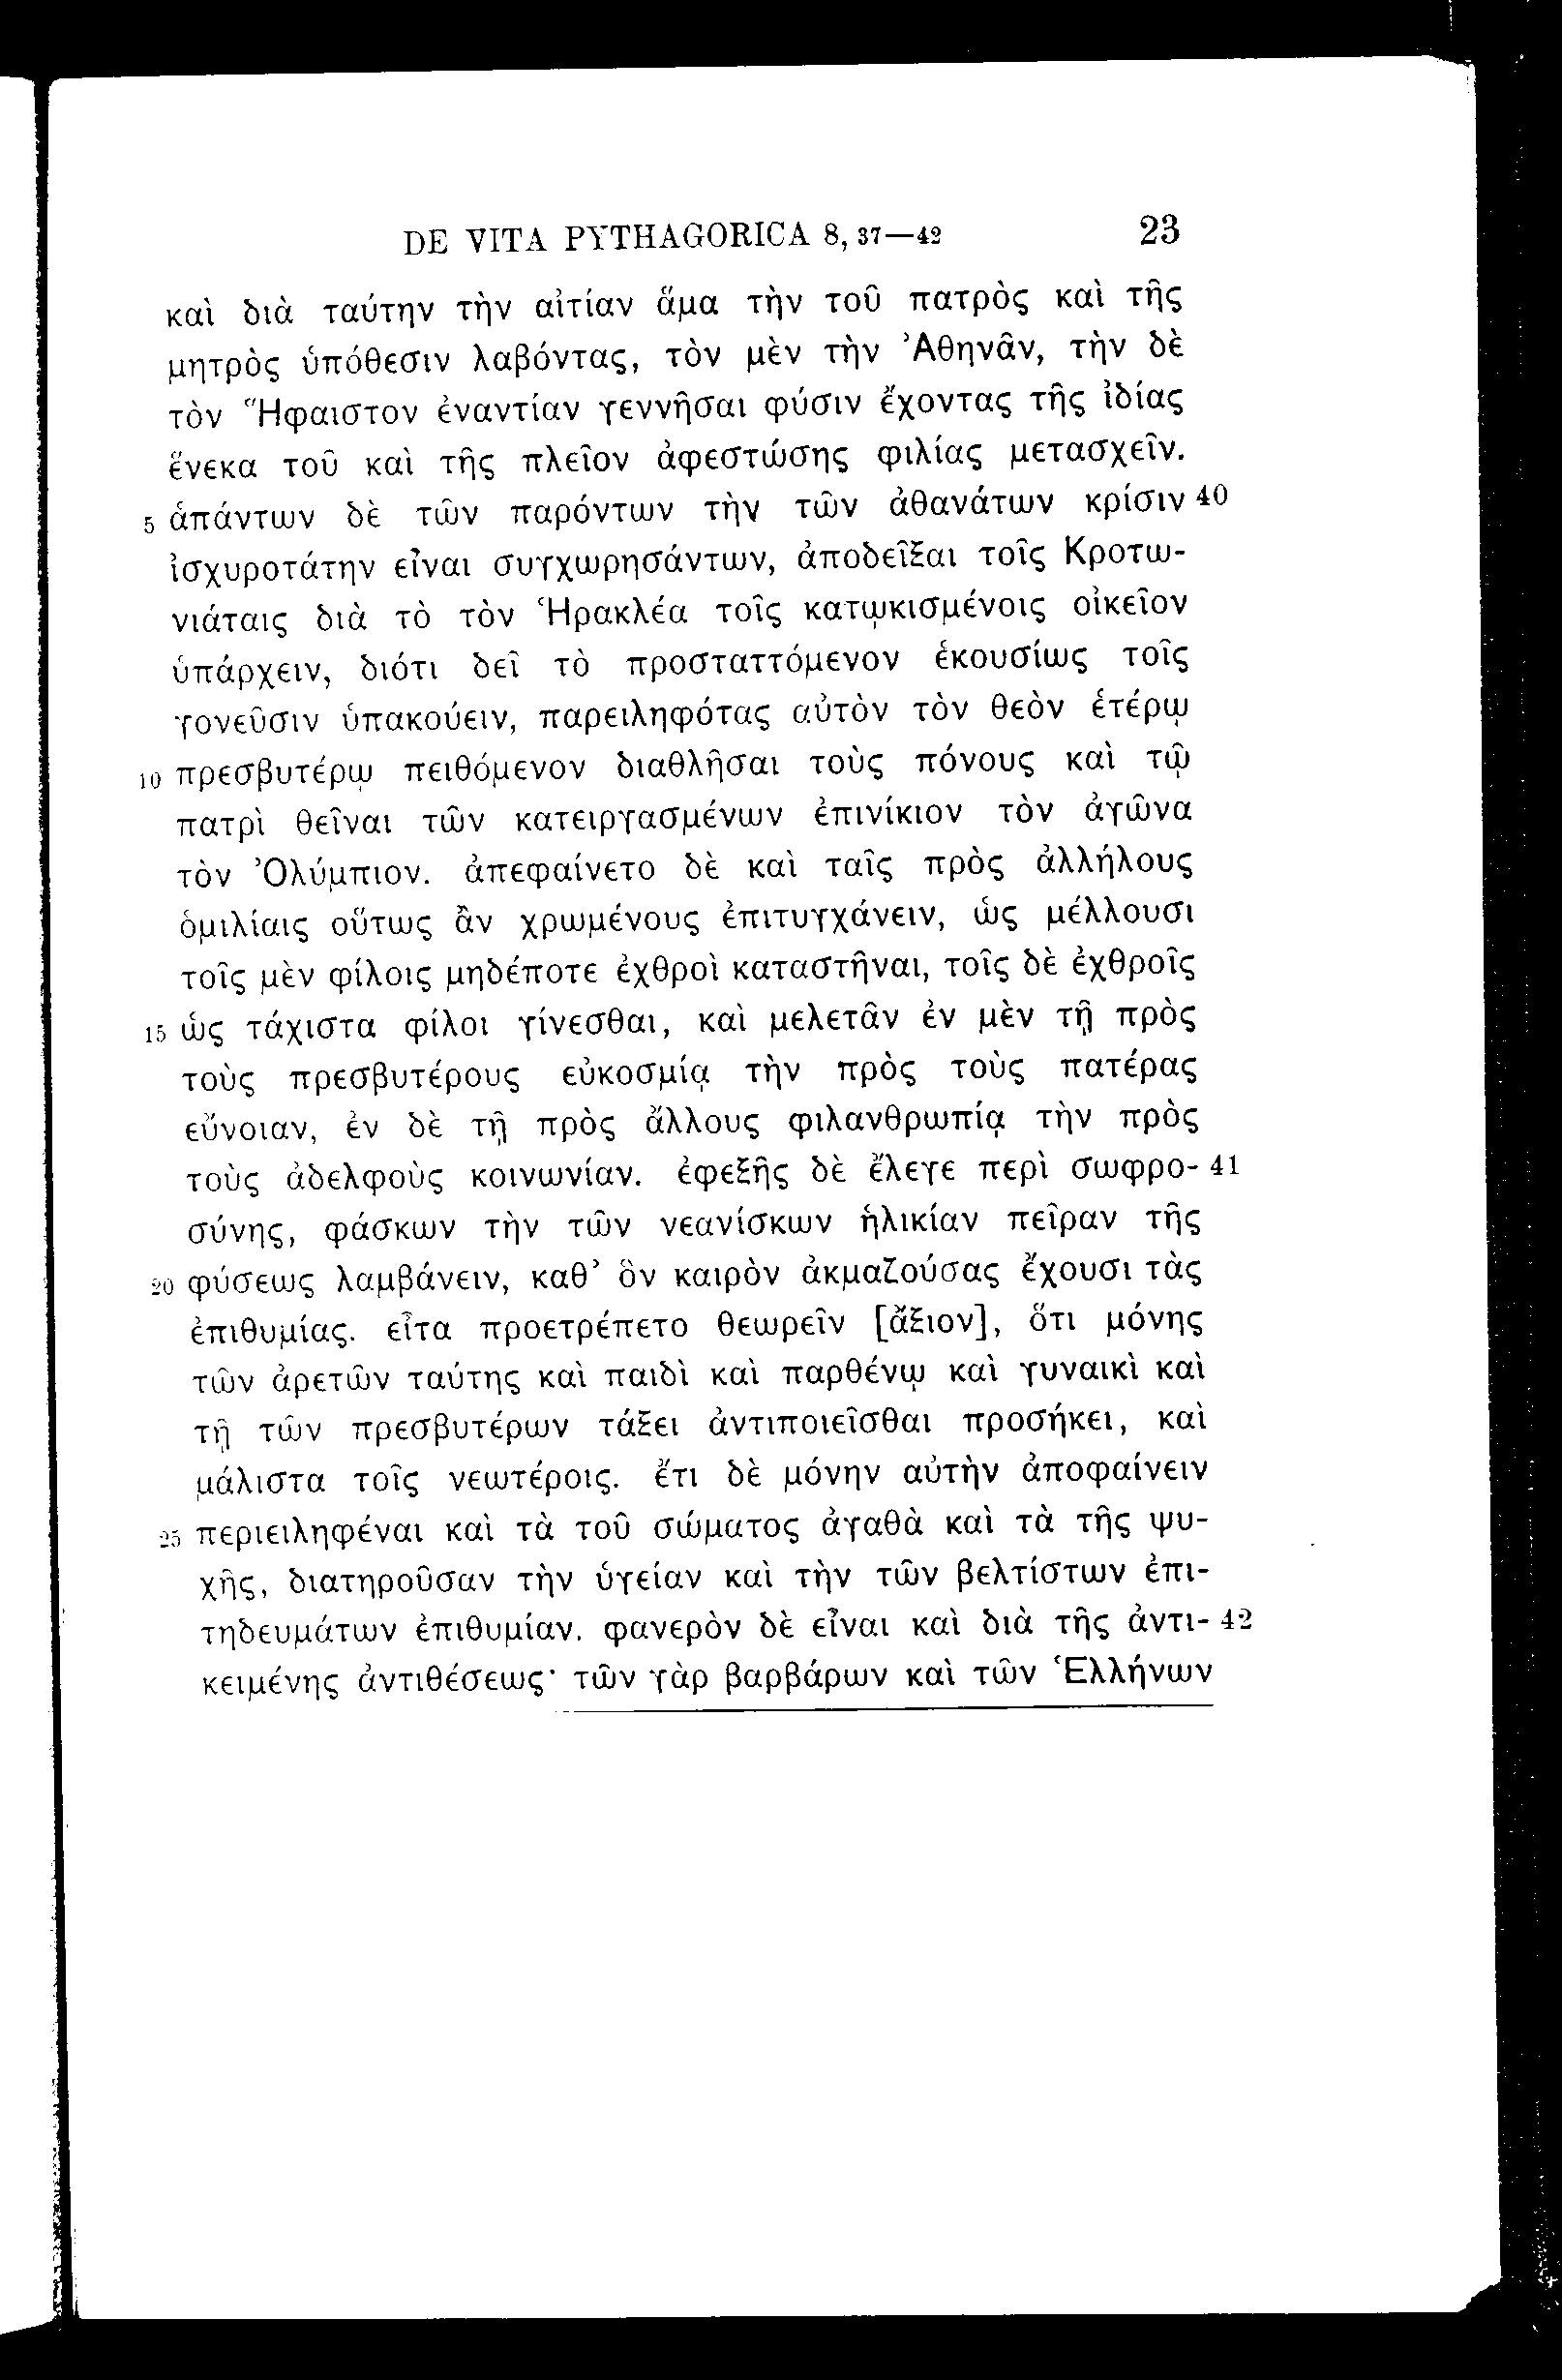 DE VITA PYTHAGORICA 8, 37—42 23
καὶ διὰ ταύτην τὴν αἰτίαν ἅμα τὴν τοῦ πατρὸς καὶ τῆς
μητρὸς ὑπόθεσιν λαβόντας, τὸν μὲν τὴν Ἀθηνᾶν, τὴν δὲ
τὸν Ἥφαιστον ἐναντίαν γεννῆσαι φύσιν ἔχοντας τῆς ἰδίας
ἕνεκα τοῦ καὶ τῆς πλεῖον ἀφεστώσης φιλίας μετασχεῖν.
5 ἁπάντων δὲ τῶν παρόντων τὴν τῶν ἀθανάτων κρίσιν 40
ἰσχυροτάτην εἶναι συγχωρησάντων, ἀποδεῖξαι τοῖς Κροτω-
νιάταις διὰ τὸ τὸν Ἡρακλέα τοῖς κατῳκισμένοις οἰκεῖον
ὑπάρχειν, διότι δεῖ τὸ προσταττόμενον ἑκουσίως τοῖς
γονεῦσιν ὑπακούειν, παρειληφότας αὐτὸν τὸν θεὸν ἑτέρῳ
10 πρεσβυτέρῳ πειθόμενον διαθλῆσαι τοὺς πόνους καὶ τῷ
πατρὶ θεῖναι τῶν κατειργασμένων ἐπινίκιον τὸν ἀγῶνα
τὸν Ὀλύμπιον. ἀπεφαίνετο δὲ καὶ ταῖς πρὸς ἀλλήλους
ὁμιλίαις οὕτως ἂν χρωμένους ἐπιτυγχάνειν, ὡς μέλλουσι
τοῖς μὲν φίλοις μηδέποτε ἐχθροὶ καταστῆναι, τοῖς δὲ ἐχθροῖς
15 ὡς τάχιστα φίλοι γίνεσθαι, καὶ μελετᾶν ἐν μὲν τῇ πρὸς
τοὺς πρεσβυτέρους εὐκοσμίᾳ τὴν πρὸς τοὺς πατέρας
εὔνοιαν, ἐν δὲ τῇ πρὸς ἄλλους φιλανθρωπίᾳ τὴν πρὸς
τοὺς ἀδελφοὺς κοινωνίαν. ἐφεξῆς δὲ ἔλεγε περὶ σωφρο- 41
σύνης, φάσκων τὴν τῶν νεανίσκων ἡλικίαν πεῖραν τῆς
20 φύσεως λαμβάνειν, καθ’ ὃν καιρὸν ἀκμαζούσας ἔχουσι τὰς
ἐπιθυμίας. εἶτα προετρέπετο θεωρεῖν [ἄξιον], ὅτι μόνης
τῶν ἀρετῶν ταύτης καὶ παιδὶ καὶ παρθένῳ καὶ γυναικὶ καὶ
τῇ τῶν πρεσβυτέρων τάξει ἀντιποιεῖσθαι προσήκει, καὶ
μάλιστα τοῖς νεωτέροις. ἔτι δὲ μόνην αὐτὴν ἀποφαίνειν
25 περιειληφέναι καὶ τὰ τοῦ σώματος ἀγαθὰ καὶ τὰ τῆς ψυ-
χῆς, διατηροῦσαν τὴν ὑγείαν καὶ τὴν τῶν βελτίστων ἐπι-
τηδευμάτων ἐπιθυμίαν. φανερὸν δὲ εἶναι καὶ διὰ τῆς ἀντι- 42
κειμένης ἀντιθέσεως· τῶν γὰρ βαρβάρων καὶ τῶν Ἑλλήνων